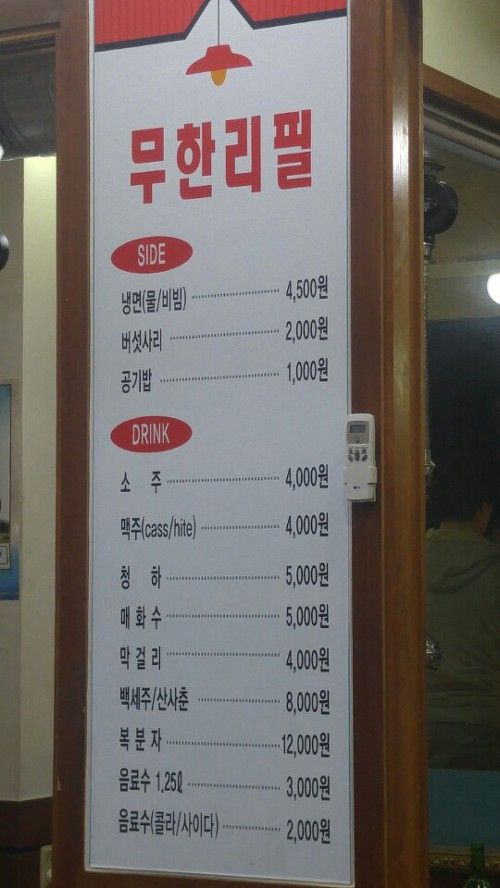 무한리필
SIDE
냉면(물/비빔) 4,500원
버섯사리 2,000원
공기밥 1,000원
DRINK
소 주 4,000원
맥주(cass/hite) 4,000원
청 하 5,000원
매 화 수 5,000원
막 걸 리 4,000원
백세주/산사춘 8,000원
복 분 자 12,000원
음료수 1.25ℓ 3,000원
음료수(콜라/사이다) 2,000원